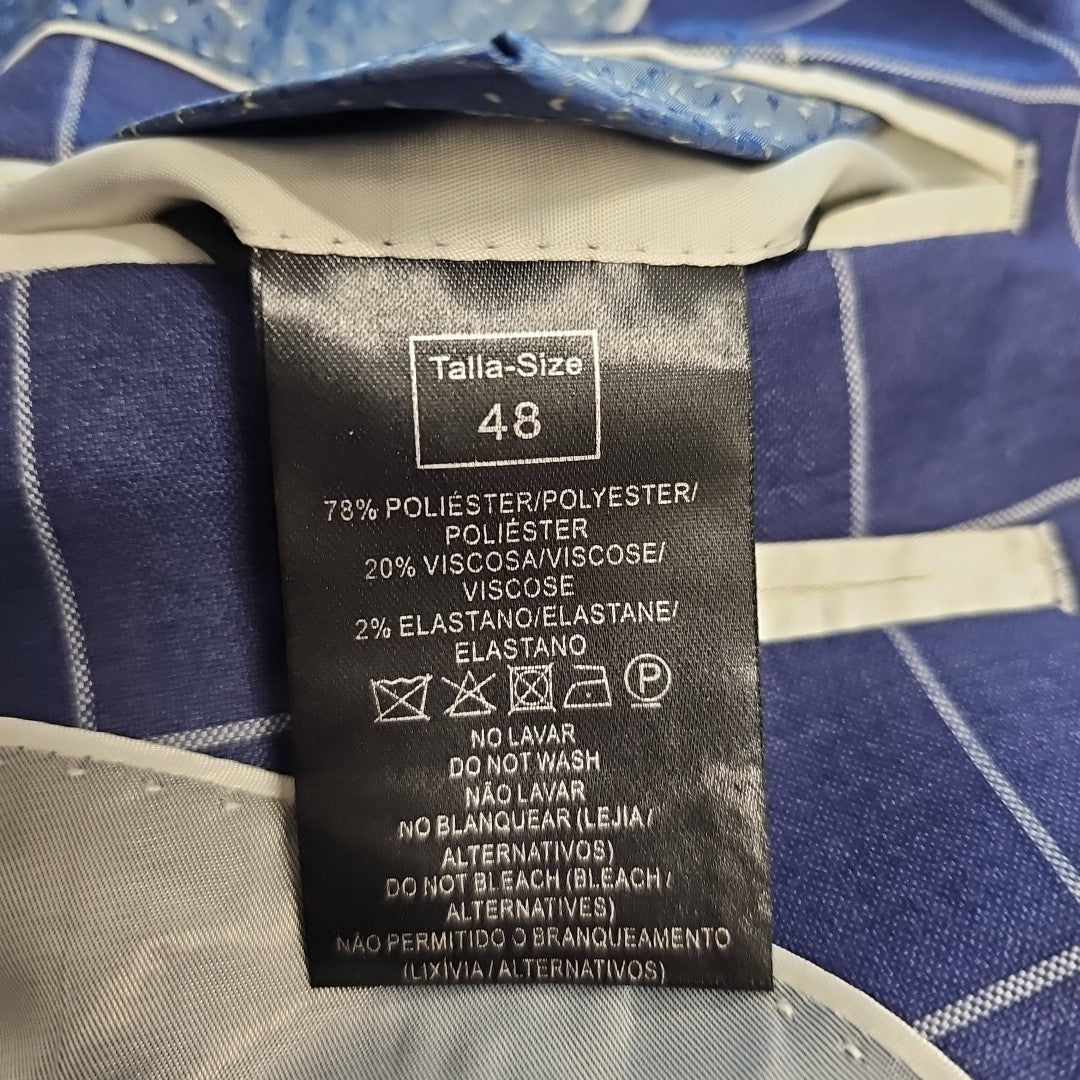 Talla-Size
48
78% POLIÉSTER/POLYESTER/
POLIÉSTER
20% VISCOSA/VISCOSE/
VISCOSE
2% ELASTANO/ELASTANE/
ELASTANO
P
NO LAVAR
DO NOT WASH
NÃO LAVAR
NO BLANQUEAR (LEJIA/
ALTERNATIVOS)
DO NOT BLEACH (BLEACH/
ALTERNATIVES)
NÃO PERMITIDO O BRANQUEAMENTO
(LIXÍVIA/ALTERNATIVOS)